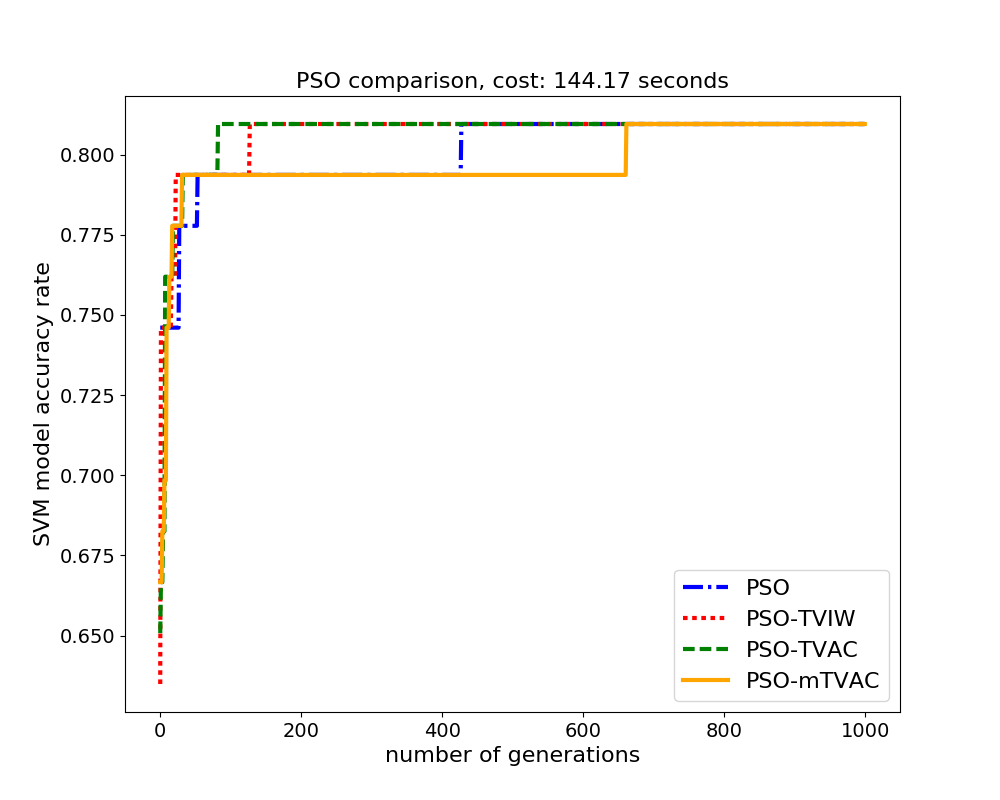 PSO comparison, cost: 144.17 seconds
SVM model accuracy rate
0.800
0.775
0.750
0.725
0.700
0.675
0.650
0 200 400 600 800 1000
number of generations
PSO
PSO-TVIW
PSO-TVAC
PSO-mTVAC